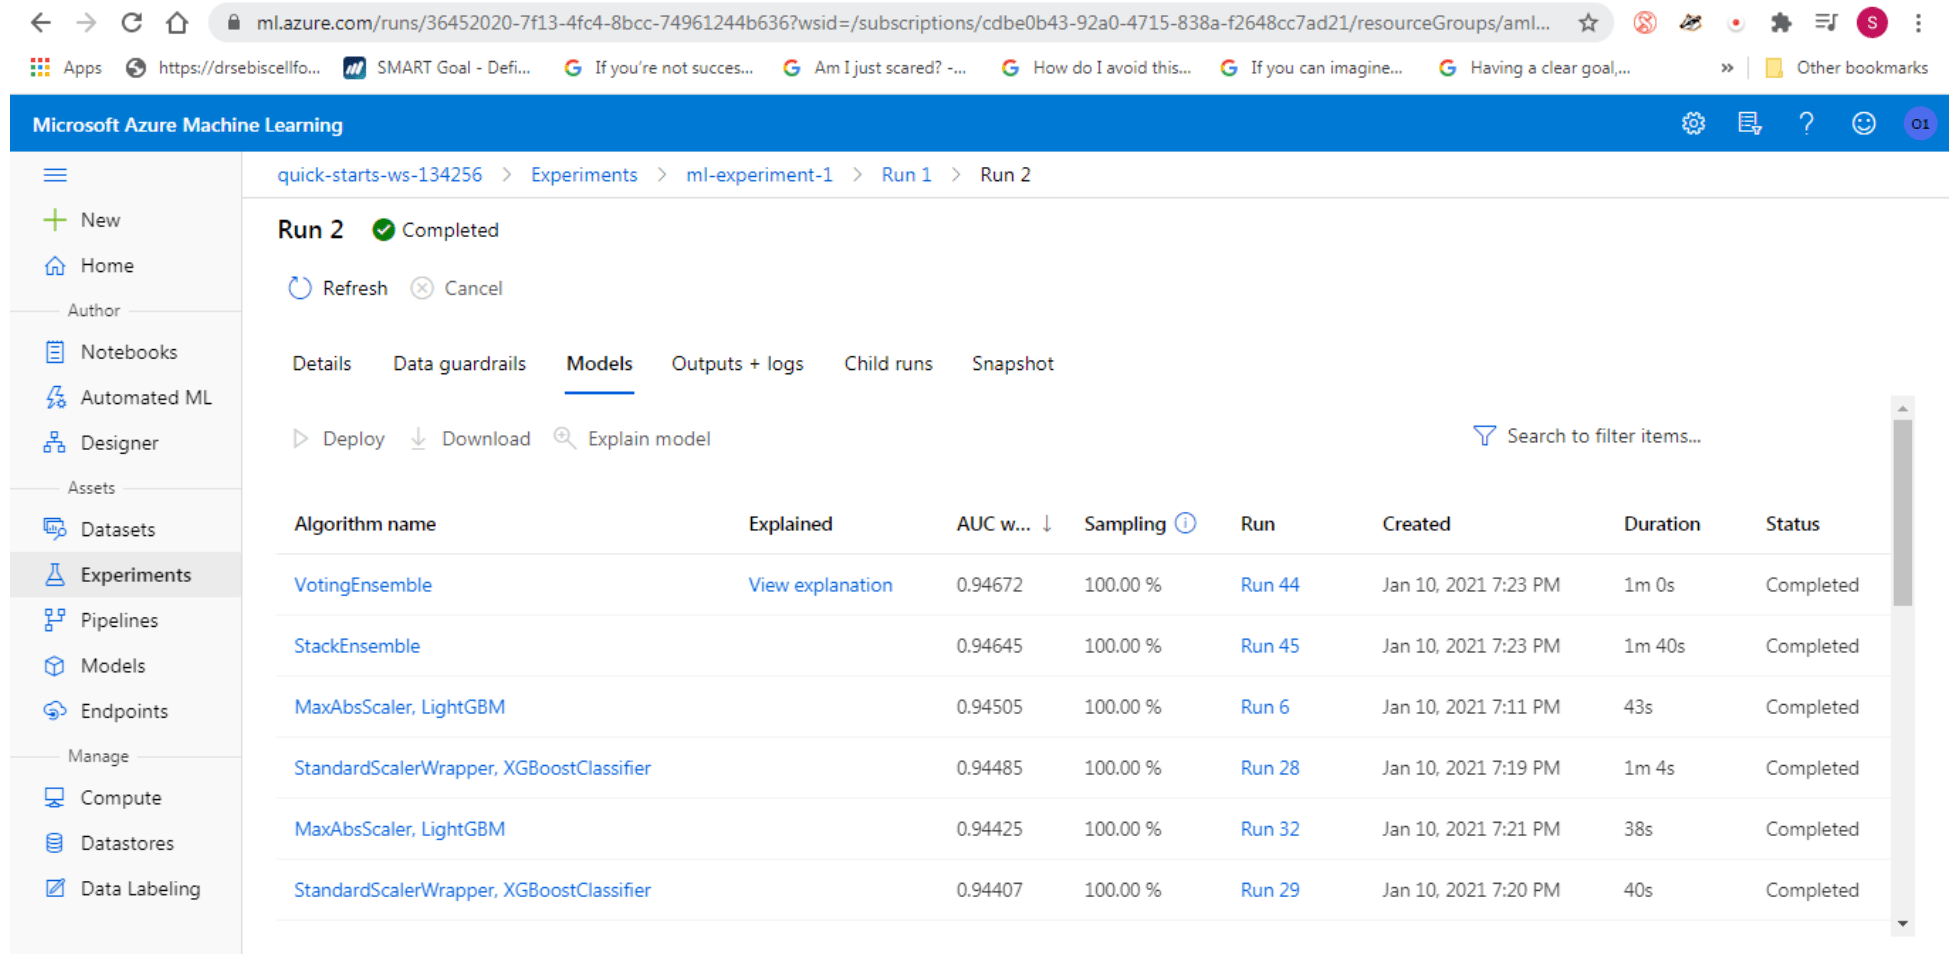 ml.azure.com/runs/36452020-7f13-4fc4-8bcc-74961244b636?wsid=/subscriptions/cdbe0b43-92a0-4715-838a-f2648cc7ad21/resourceGroups/aml... S
Apps https://drsebiscellfo... SMART Goal - Defi... If you're not succes... Am I just scared? -... How do I avoid this... If you can imagine... Having a clear goal,... » Other bookmarks
Microsoft Azure Machine Learning O1
quick-starts-ws-134256 > Experiments > ml-experiment-1 > Run 1 > Run 2
New
Home
Author
Notebooks
Automated ML
Designer
Assets
Datasets
Experiments
Pipelines
Models
Endpoints
Manage
Compute
Datastores
Data Labeling
Run 2 Completed
Refresh Cancel
Details Data guardrails Models Outputs + logs Child runs Snapshot
Deploy Download Explain model Search to filter items...
Algorithm name Explained AUC w... ↓ Sampling Run Created Duration Status
VotingEnsemble View explanation 0.94672 100.00 % Run 44 Jan 10, 2021 7:23 PM 1m 0s Completed
StackEnsemble 0.94645 100.00 % Run 45 Jan 10, 2021 7:23 PM 1m 40s Completed
MaxAbsScaler, LightGBM 0.94505 100.00 % Run 6 Jan 10, 2021 7:11 PM 43s Completed
StandardScalerWrapper, XGBoostClassifier 0.94485 100.00 % Run 28 Jan 10, 2021 7:19 PM 1m 4s Completed
MaxAbsScaler, LightGBM 0.94425 100.00 % Run 32 Jan 10, 2021 7:21 PM 38s Completed
StandardScalerWrapper, XGBoostClassifier 0.94407 100.00 % Run 29 Jan 10, 2021 7:20 PM 40s Completed